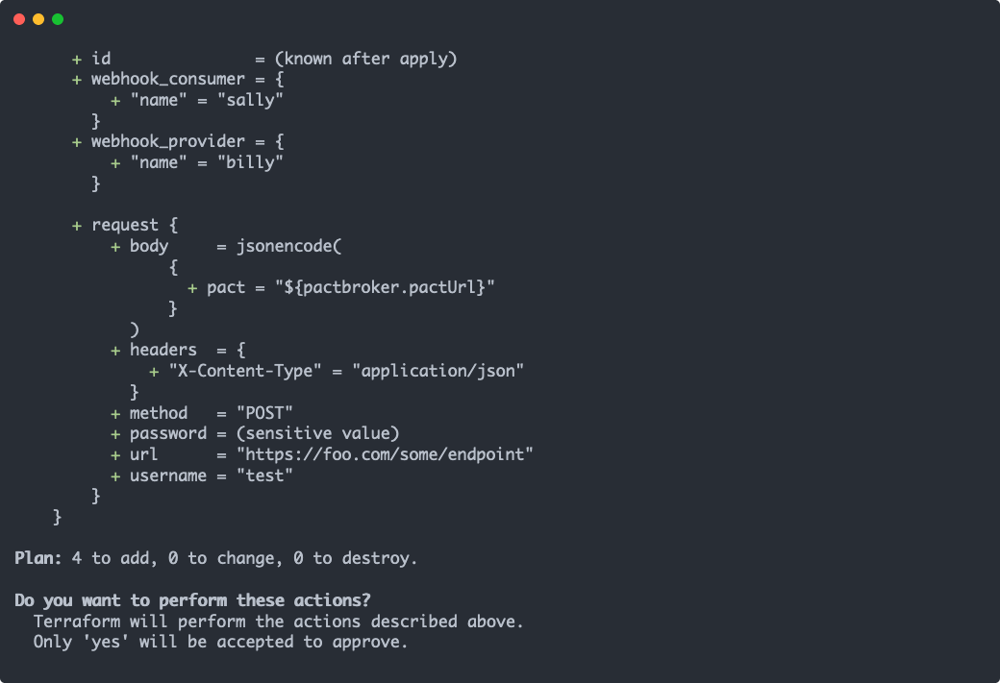 + id               = (known after apply)
+ webhook_consumer = {
+ "name" = "sally"
}
+ webhook_provider = {
+ "name" = "billy"
}
+ request {
+ body     = jsonencode(
{
+ pact = "${pactbroker.pactUrl}"
}
)
+ headers  = {
+ "X-Content-Type" = "application/json"
}
+ method   = "POST"
+ password = (sensitive value)
+ url      = "https://foo.com/some/endpoint"
+ username = "test"
}
}
Plan: 4 to add, 0 to change, 0 to destroy.
Do you want to perform these actions?
Terraform will perform the actions described above.
Only 'yes' will be accepted to approve.